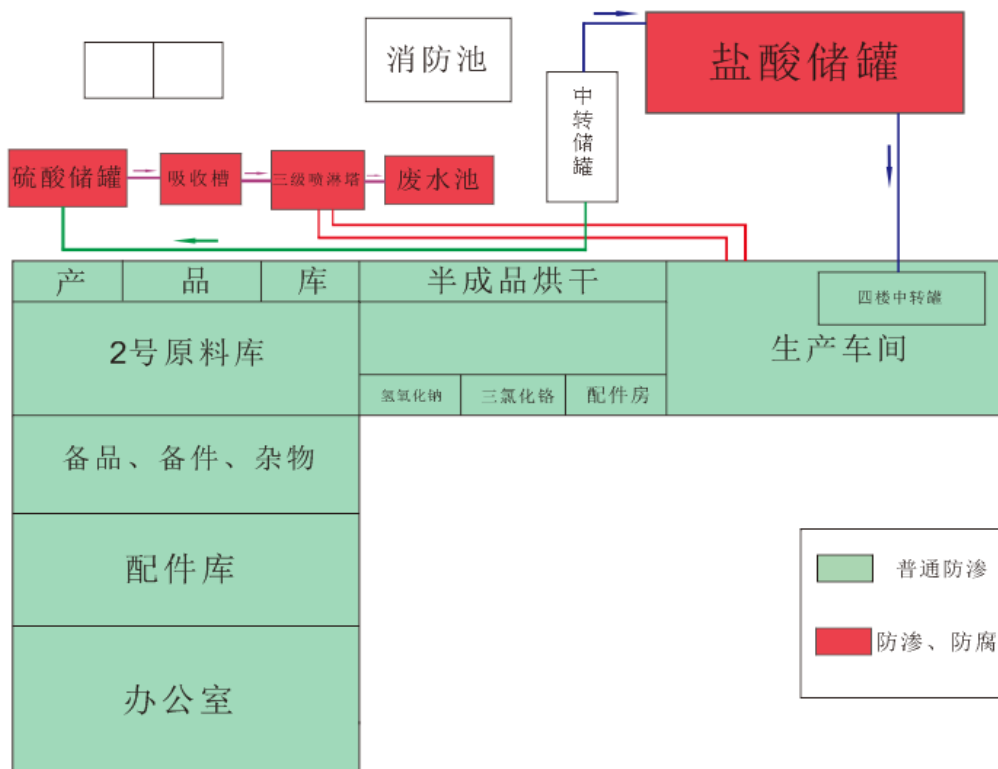 消防池
盐酸储罐
中转储罐
硫酸储罐
吸收槽
三级喷淋塔
废水池
产品库
半成品烘干
四楼中转罐
2号原料库
生产车间
氢氧化钠
三氯化铬
配件房
备品、备件、杂物
配件库
普通防渗
防渗、防腐
办公室